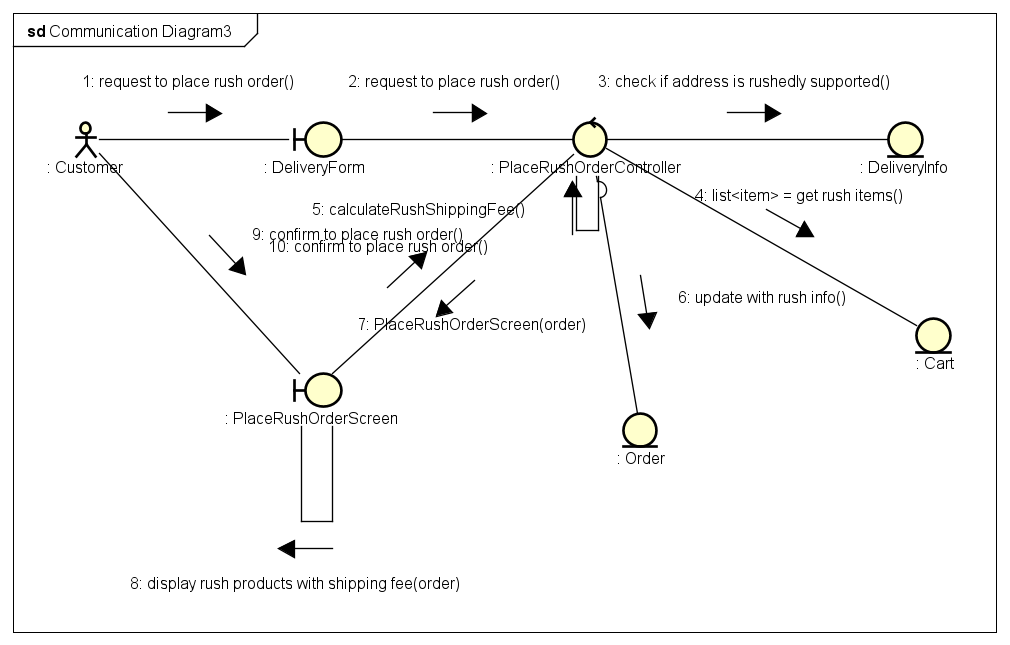 sd Communication Diagram3
1: request to place rush order()
2: request to place rush order()
3: check if address is rushedly supported()
: Customer
: DeliveryForm
: PlaceRushOrderController
: DeliveryInfo
4: list<item> = get rush items()
5: calculateRushShippingFee()
9: confirm to place rush order()
10: confirm to place rush order()
6: update with rush info()
7: PlaceRushOrderScreen(order)
: Cart
: PlaceRushOrderScreen
: Order
8: display rush products with shipping fee(order)